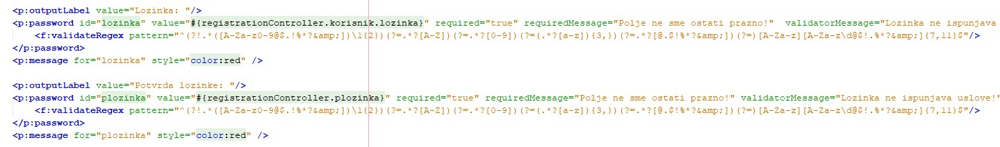 <p:outputLabel value="Lozinka: "/>
<p:password id="lozinka" value="#{registrationController.korisnik.lozinka}" required="true" requiredMessage="Polje ne sme ostati prazno!"  validatorMessage="Lozinka ne ispunjava
<f:validateRegex pattern="^(?!.*([A-Za-z0-9@$.!%*?&amp;])\1{2})(?=.*?[A-Z])(?=.*?[0-9])(?=(.*?[a-z]){3,})(?=.*?[@.$!%*?&amp;])(?=)[A-Za-z][A-Za-z\d@$!.%*?&amp;]{7,11}$"/>
</p:password>
<p:message for="lozinka" style="color:red" />
<p:outputLabel value="Potvrda lozinke: "/>
<p:password id="plozinka" value="#{registrationController.plozinka}" required="true" requiredMessage="Polje ne sme ostati prazno!" validatorMessage="Lozinka ne ispunjava uslove!"
<f:validateRegex pattern="^(?!.*([A-Za-z0-9@$.!%*?&amp;])\1{2})(?=.*?[A-Z])(?=.*?[0-9])(?=(.*?[a-z]){3,})(?=.*?[@.$!%*?&amp;])(?=)[A-Za-z][A-Za-z\d@$!.%*?&amp;]{7,11}$"/>
</p:password>
<p:message for="plozinka" style="color:red" />